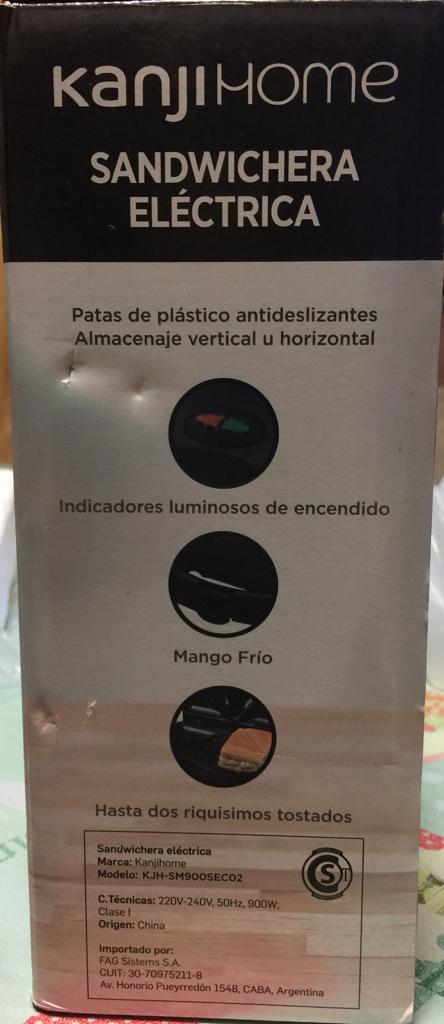 KanjiHOME
SANDWICHERA
ELÉCTRICA
Patas de plástico antideslizantes
Almacenaje vertical u horizontal
Indicadores luminosos de encendido
Mango Frío
Hasta dos riquisimos tostados
Sandwichera eléctrica
Marca: Kanjihome
Modelo: KJH-SM900SEC02
C.Técnicas: 220V-240V, 50Hz, 900W;
Clase I
Origen: China
Importado por:
FAG Sistems S.A.
CUIT: 30-70975211-8
Av. Honorio Pueyrredón 1548, CABA, Argentina